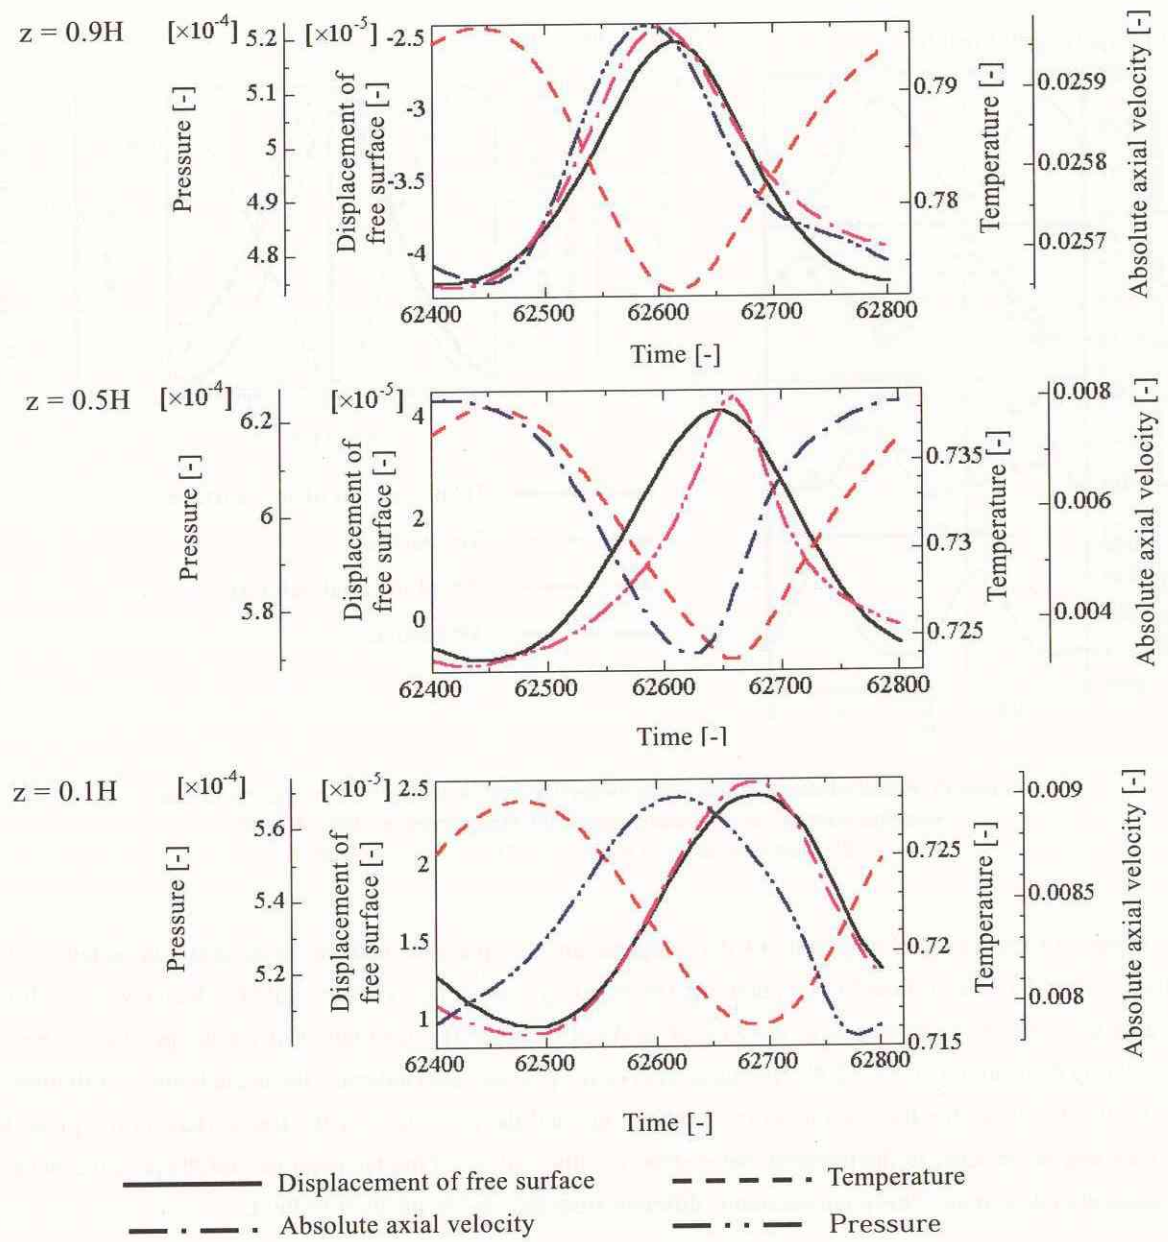 z = 0.9H
[×10-4]
5.2
5.1
5
4.9
4.8
Pressure [-]
[×10-5]
-2.5
-3
-3.5
-4
Displacement of
free surface [-]
62400 62500 62600 62700 62800
Time [-]
0.79
0.78
Temperature [-]
0.0259
0.0258
0.0257
Absolute axial velocity [-]
z = 0.5H
[×10-4]
6.2
6
5.8
Pressure [-]
[×10-5]
4
2
0
Displacement of
free surface [-]
62400 62500 62600 62700 62800
Time [-]
0.735
0.73
0.725
Temperature [-]
0.008
0.006
0.004
Absolute axial velocity [-]
z = 0.1H
[×10-4]
5.6
5.4
5.2
Pressure [-]
[×10-5]
2.5
2
1.5
1
Displacement of
free surface [-]
62400 62500 62600 62700 62800
Time [-]
0.725
0.72
0.715
Temperature [-]
0.009
0.0085
0.008
Absolute axial velocity [-]
Displacement of free surface
Temperature
Absolute axial velocity
Pressure